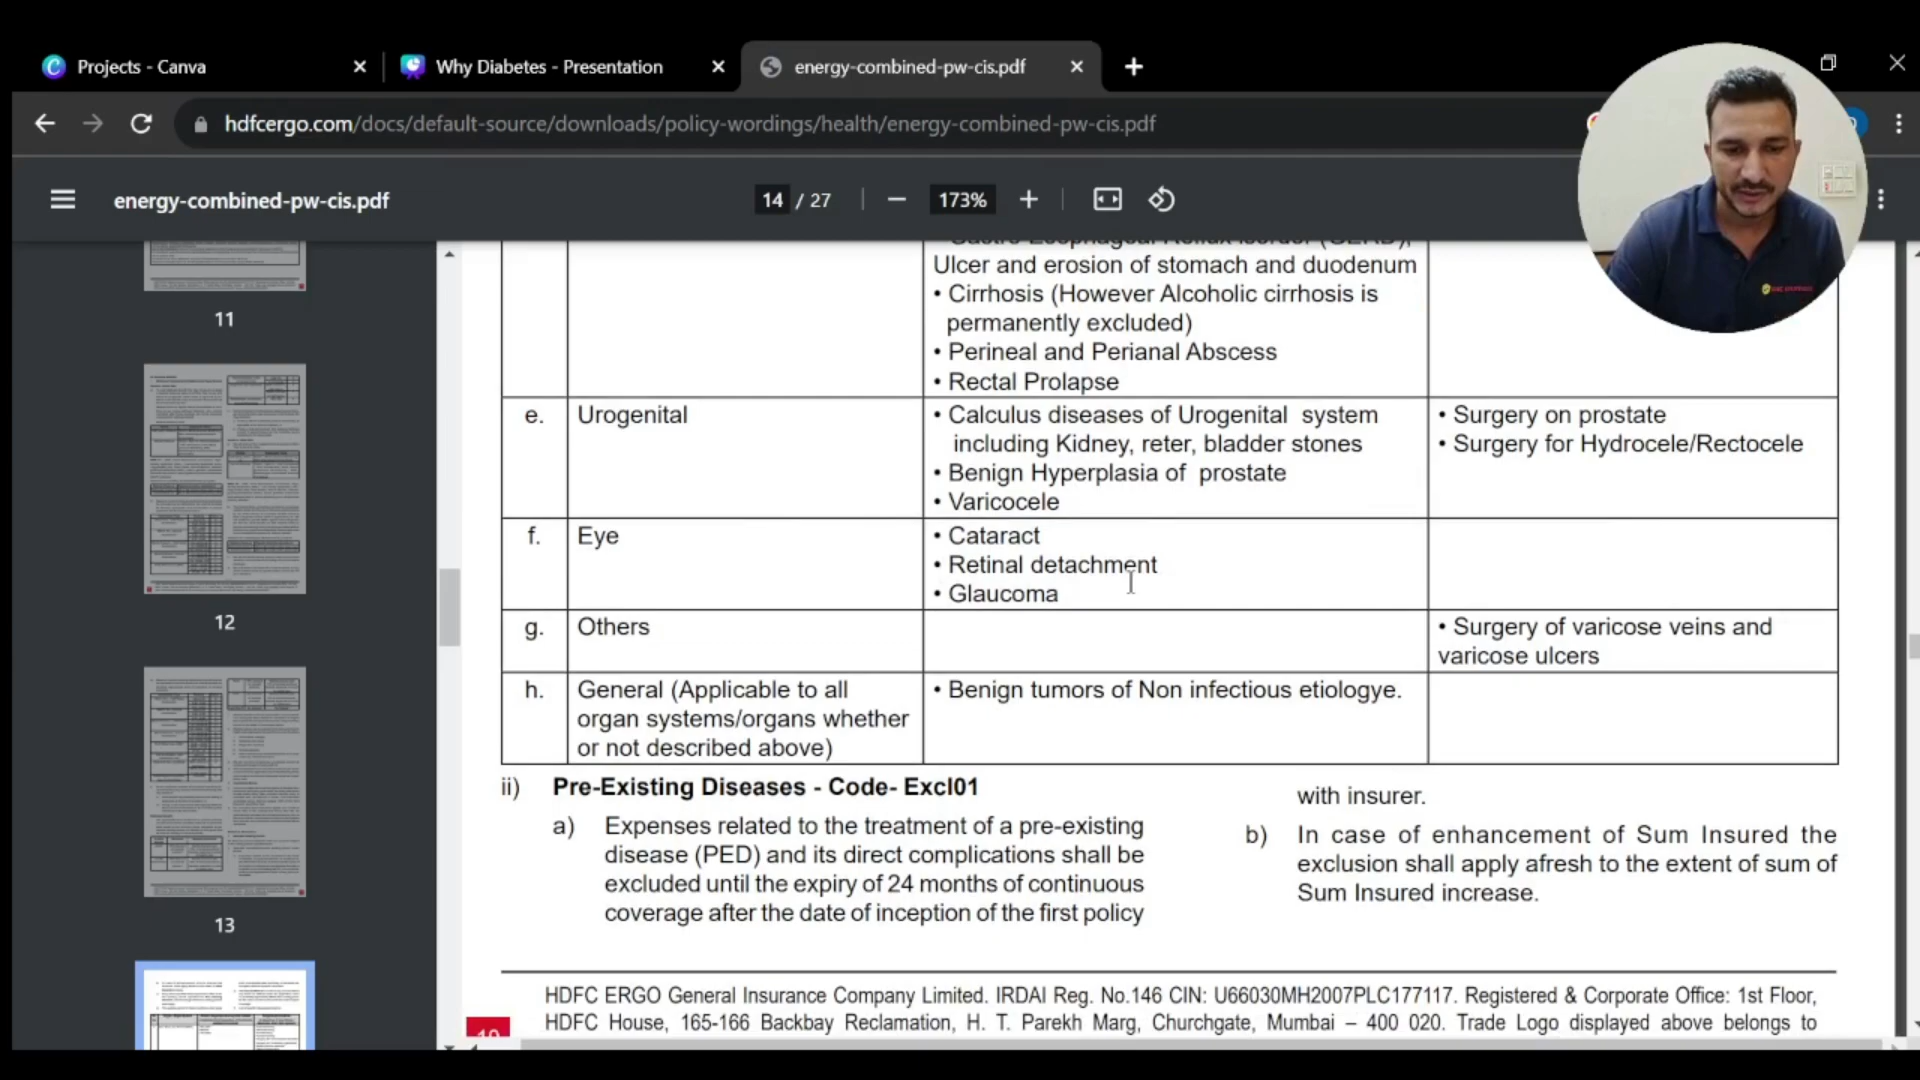 Projects - Canva
Why Diabetes - Presentation
energy-combined-pw-cis.pdf
hdfcergo.com/docs/default-source/downloads/policy-wordings/health/energy-combined-pw-cis.pdf
energy-combined-pw-cis.pdf
14 / 27
173%
11
12
13
Ulcer and erosion of stomach and duodenum
• Cirrhosis (However Alcoholic cirrhosis is
permanently excluded)
• Perineal and Perianal Abscess
• Rectal Prolapse
e. Urogenital
• Calculus diseases of Urogenital system
including Kidney, reter, bladder stones
• Benign Hyperplasia of prostate
• Varicocele
• Surgery on prostate
• Surgery for Hydrocele/Rectocele
f. Eye
• Cataract
• Retinal detachment
• Glaucoma
g. Others
• Surgery of varicose veins and
varicose ulcers
h. General (Applicable to all
organ systems/organs whether
or not described above)
• Benign tumors of Non infectious etiologye.
ii) Pre-Existing Diseases - Code- Excl01
a) Expenses related to the treatment of a pre-existing
disease (PED) and its direct complications shall be
excluded until the expiry of 24 months of continuous
coverage after the date of inception of the first policy
with insurer.
b) In case of enhancement of Sum Insured the
exclusion shall apply afresh to the extent of sum of
Sum Insured increase.
HDFC ERGO General Insurance Company Limited. IRDAI Reg. No.146 CIN: U66030MH2007PLC177117. Registered & Corporate Office: 1st Floor,
HDFC House, 165-166 Backbay Reclamation, H. T. Parekh Marg, Churchgate, Mumbai – 400 020. Trade Logo displayed above belongs to